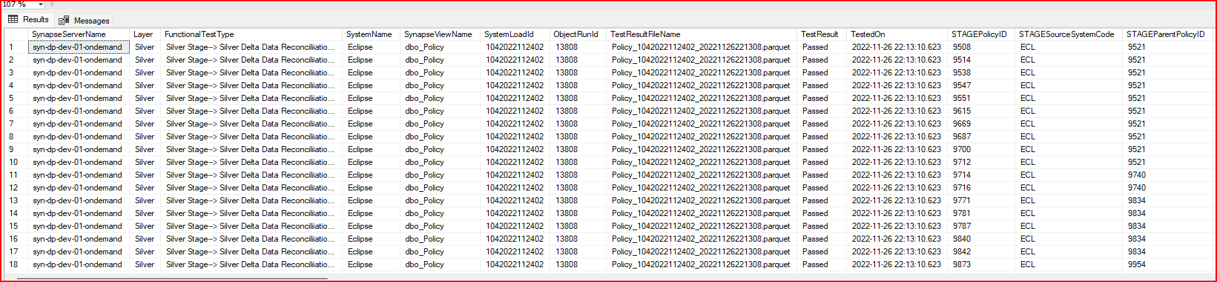 107 %
Results Messages
SynapseServerName Layer FunctionalTestType SystemName SynapseViewName SystemLoadId ObjectRunId TestResultFileName TestResult TestedOn STAGEPolicyID STAGESourceSystemCode STAGEParentPolicyID
1 syn-dp-dev-01-ondemand Silver Silver Stage--> Silver Delta Data Reconciliatio... Eclipse dbo_Policy 1042022112402 13808 Policy_1042022112402_20221126221308.parquet Passed 2022-11-26 22:13:10.623 9508 ECL 9521
2 syn-dp-dev-01-ondemand Silver Silver Stage--> Silver Delta Data Reconciliatio... Eclipse dbo_Policy 1042022112402 13808 Policy_1042022112402_20221126221308.parquet Passed 2022-11-26 22:13:10.623 9514 ECL 9521
3 syn-dp-dev-01-ondemand Silver Silver Stage--> Silver Delta Data Reconciliatio... Eclipse dbo_Policy 1042022112402 13808 Policy_1042022112402_20221126221308.parquet Passed 2022-11-26 22:13:10.623 9538 ECL 9521
4 syn-dp-dev-01-ondemand Silver Silver Stage--> Silver Delta Data Reconciliatio... Eclipse dbo_Policy 1042022112402 13808 Policy_1042022112402_20221126221308.parquet Passed 2022-11-26 22:13:10.623 9547 ECL 9521
5 syn-dp-dev-01-ondemand Silver Silver Stage--> Silver Delta Data Reconciliatio... Eclipse dbo_Policy 1042022112402 13808 Policy_1042022112402_20221126221308.parquet Passed 2022-11-26 22:13:10.623 9551 ECL 9521
6 syn-dp-dev-01-ondemand Silver Silver Stage--> Silver Delta Data Reconciliatio... Eclipse dbo_Policy 1042022112402 13808 Policy_1042022112402_20221126221308.parquet Passed 2022-11-26 22:13:10.623 9615 ECL 9521
7 syn-dp-dev-01-ondemand Silver Silver Stage--> Silver Delta Data Reconciliatio... Eclipse dbo_Policy 1042022112402 13808 Policy_1042022112402_20221126221308.parquet Passed 2022-11-26 22:13:10.623 9669 ECL 9521
8 syn-dp-dev-01-ondemand Silver Silver Stage--> Silver Delta Data Reconciliatio... Eclipse dbo_Policy 1042022112402 13808 Policy_1042022112402_20221126221308.parquet Passed 2022-11-26 22:13:10.623 9687 ECL 9521
9 syn-dp-dev-01-ondemand Silver Silver Stage--> Silver Delta Data Reconciliatio... Eclipse dbo_Policy 1042022112402 13808 Policy_1042022112402_20221126221308.parquet Passed 2022-11-26 22:13:10.623 9700 ECL 9521
10 syn-dp-dev-01-ondemand Silver Silver Stage--> Silver Delta Data Reconciliatio... Eclipse dbo_Policy 1042022112402 13808 Policy_1042022112402_20221126221308.parquet Passed 2022-11-26 22:13:10.623 9712 ECL 9521
11 syn-dp-dev-01-ondemand Silver Silver Stage--> Silver Delta Data Reconciliatio... Eclipse dbo_Policy 1042022112402 13808 Policy_1042022112402_20221126221308.parquet Passed 2022-11-26 22:13:10.623 9714 ECL 9740
12 syn-dp-dev-01-ondemand Silver Silver Stage--> Silver Delta Data Reconciliatio... Eclipse dbo_Policy 1042022112402 13808 Policy_1042022112402_20221126221308.parquet Passed 2022-11-26 22:13:10.623 9716 ECL 9740
13 syn-dp-dev-01-ondemand Silver Silver Stage--> Silver Delta Data Reconciliatio... Eclipse dbo_Policy 1042022112402 13808 Policy_1042022112402_20221126221308.parquet Passed 2022-11-26 22:13:10.623 9771 ECL 9834
14 syn-dp-dev-01-ondemand Silver Silver Stage--> Silver Delta Data Reconciliatio... Eclipse dbo_Policy 1042022112402 13808 Policy_1042022112402_20221126221308.parquet Passed 2022-11-26 22:13:10.623 9781 ECL 9834
15 syn-dp-dev-01-ondemand Silver Silver Stage--> Silver Delta Data Reconciliatio... Eclipse dbo_Policy 1042022112402 13808 Policy_1042022112402_20221126221308.parquet Passed 2022-11-26 22:13:10.623 9787 ECL 9834
16 syn-dp-dev-01-ondemand Silver Silver Stage--> Silver Delta Data Reconciliatio... Eclipse dbo_Policy 1042022112402 13808 Policy_1042022112402_20221126221308.parquet Passed 2022-11-26 22:13:10.623 9840 ECL 9834
17 syn-dp-dev-01-ondemand Silver Silver Stage--> Silver Delta Data Reconciliatio... Eclipse dbo_Policy 1042022112402 13808 Policy_1042022112402_20221126221308.parquet Passed 2022-11-26 22:13:10.623 9842 ECL 9834
18 syn-dp-dev-01-ondemand Silver Silver Stage--> Silver Delta Data Reconciliatio... Eclipse dbo_Policy 1042022112402 13808 Policy_1042022112402_20221126221308.parquet Passed 2022-11-26 22:13:10.623 9873 ECL 9954